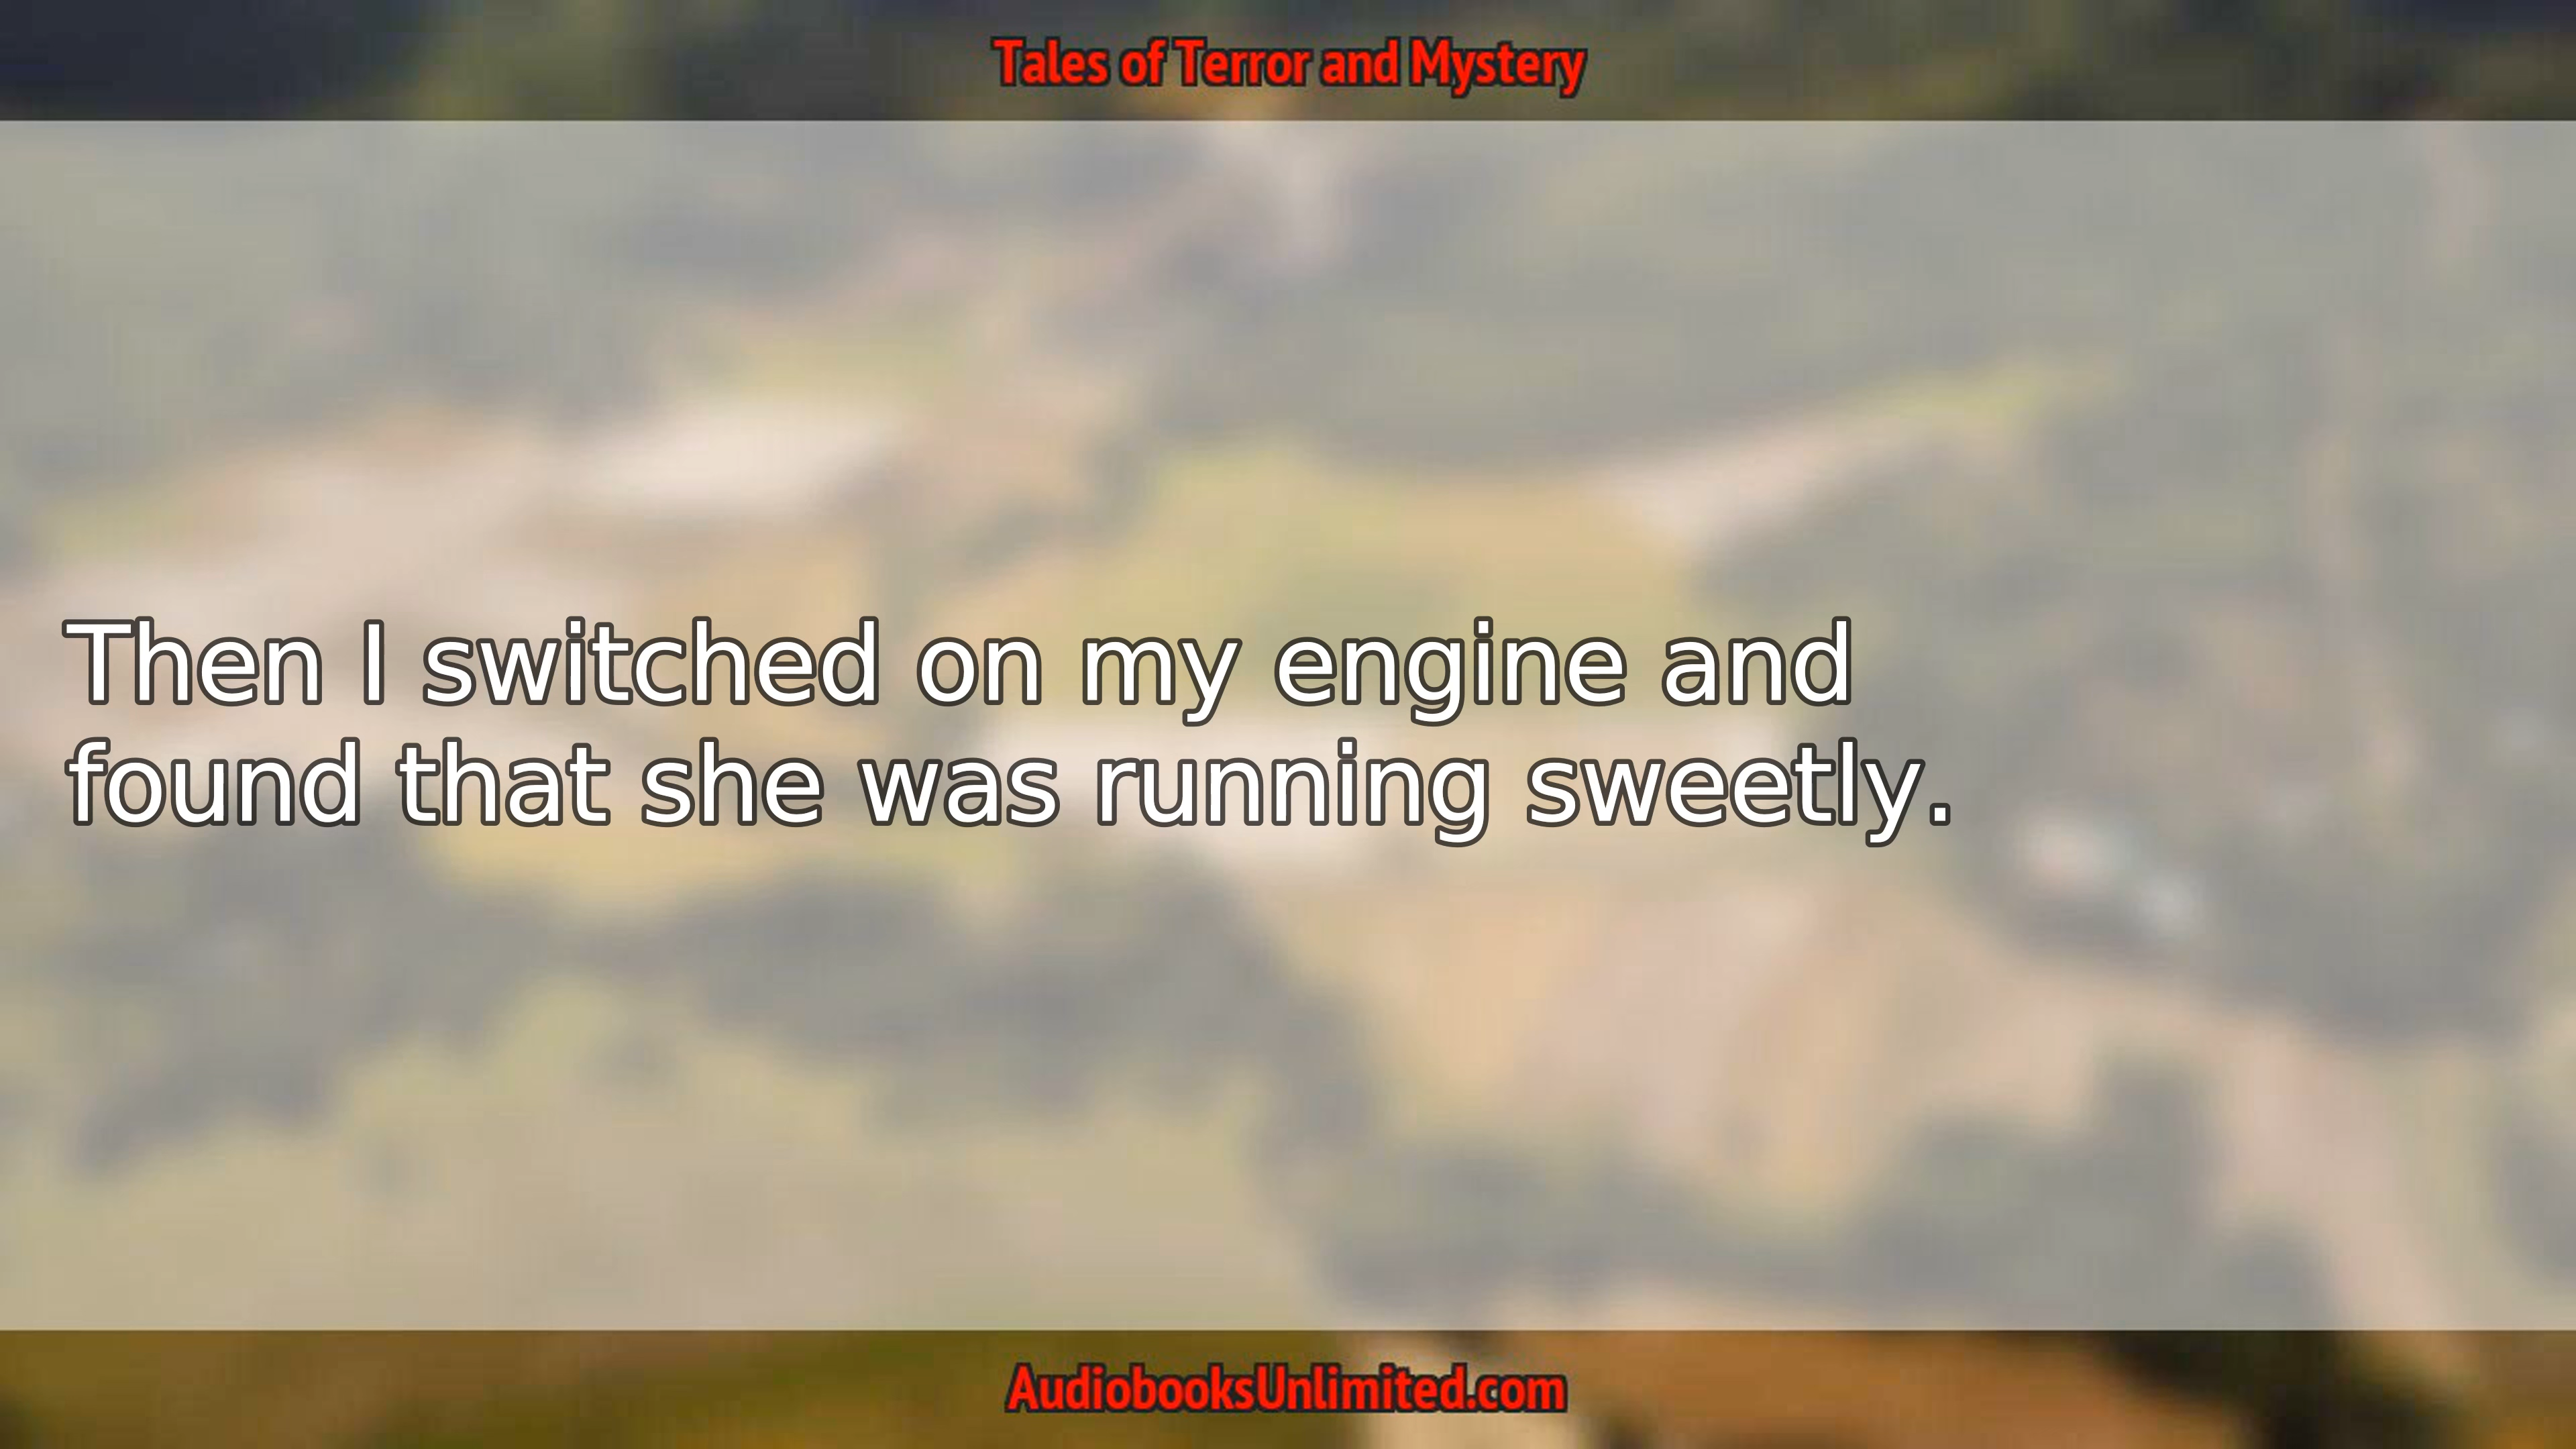 Tales of Terror and Mystery
Then I switched on my engine and
found that she was running sweetly.
AudiobooksUnlimited.com